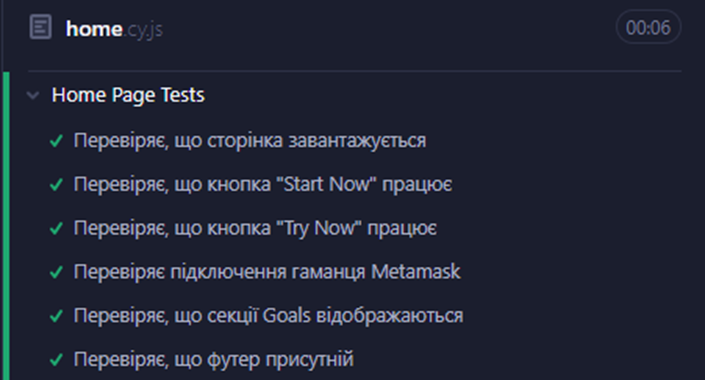 home.cy.js 00:06
Home Page Tests
Перевіряє, що сторінка завантажується
Перевіряє, що кнопка "Start Now" працює
Перевіряє, що кнопка "Try Now" працює
Перевіряє підключення гаманця Metamask
Перевіряє, що секції Goals відображаються
Перевіряє, що футер присутній